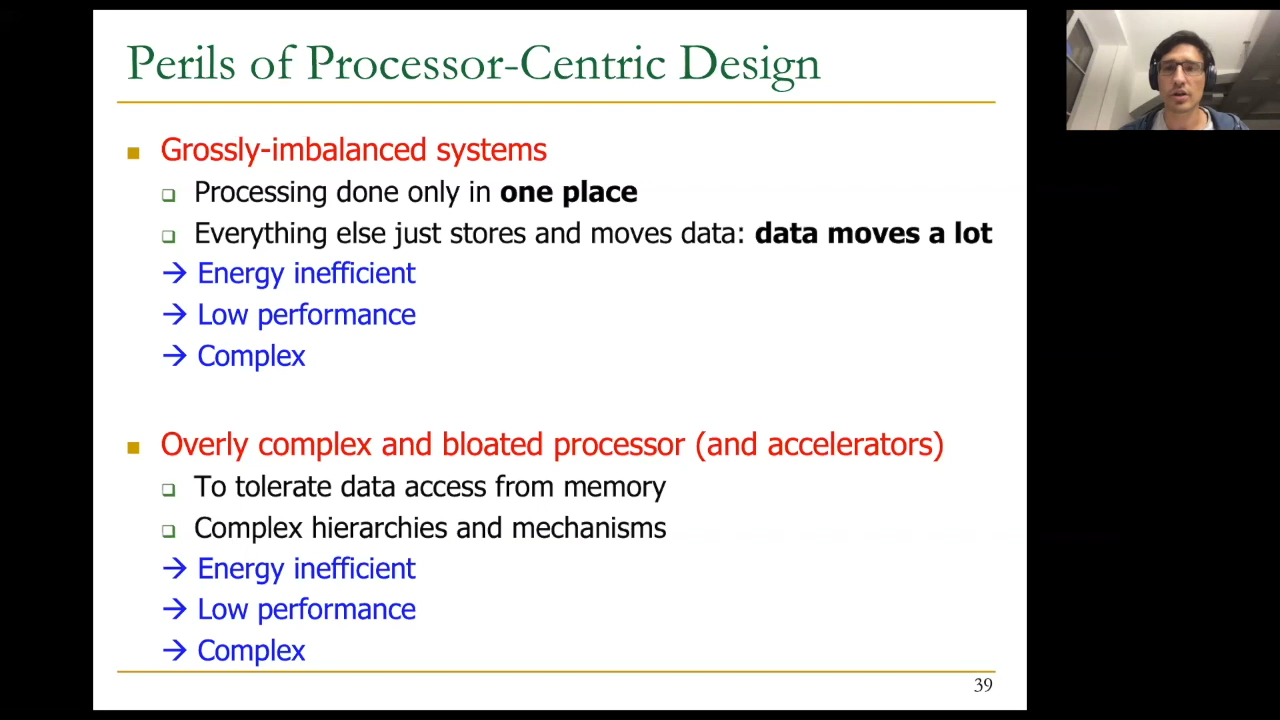 Perils of Processor-Centric Design
Grossly-imbalanced systems
Processing done only in one place
Everything else just stores and moves data: data moves a lot
→ Energy inefficient
→ Low performance
→ Complex
Overly complex and bloated processor (and accelerators)
To tolerate data access from memory
Complex hierarchies and mechanisms
→ Energy inefficient
→ Low performance
→ Complex
39